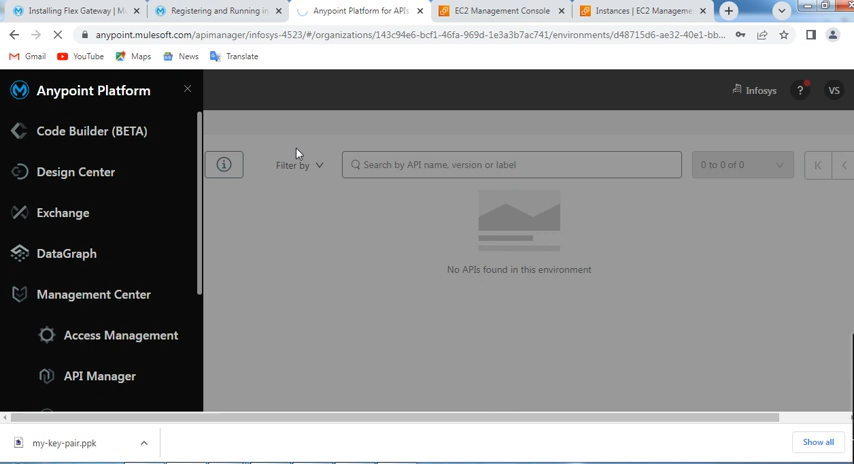 Installing Flex Gateway | M
Registering and Running in
Anypoint Platform for APIs
EC2 Management Console
Instances | EC2 Manageme
anypoint.mulesoft.com/apimanager/infosys-4523/#/organizations/143c94e6-bcf1-46fa-969d-1e3a3b7ac741/environments/d48715d6-ae32-40e1-bb...
Gmail
YouTube
Maps
News
Translate
Anypoint Platform
Infosys
?
VS
Code Builder (BETA)
Design Center
Filter by
Search by API name, version or label
0 to 0 of 0
Exchange
DataGraph
No APIs found in this environment
Management Center
Access Management
API Manager
my-key-pair.ppk
Show all